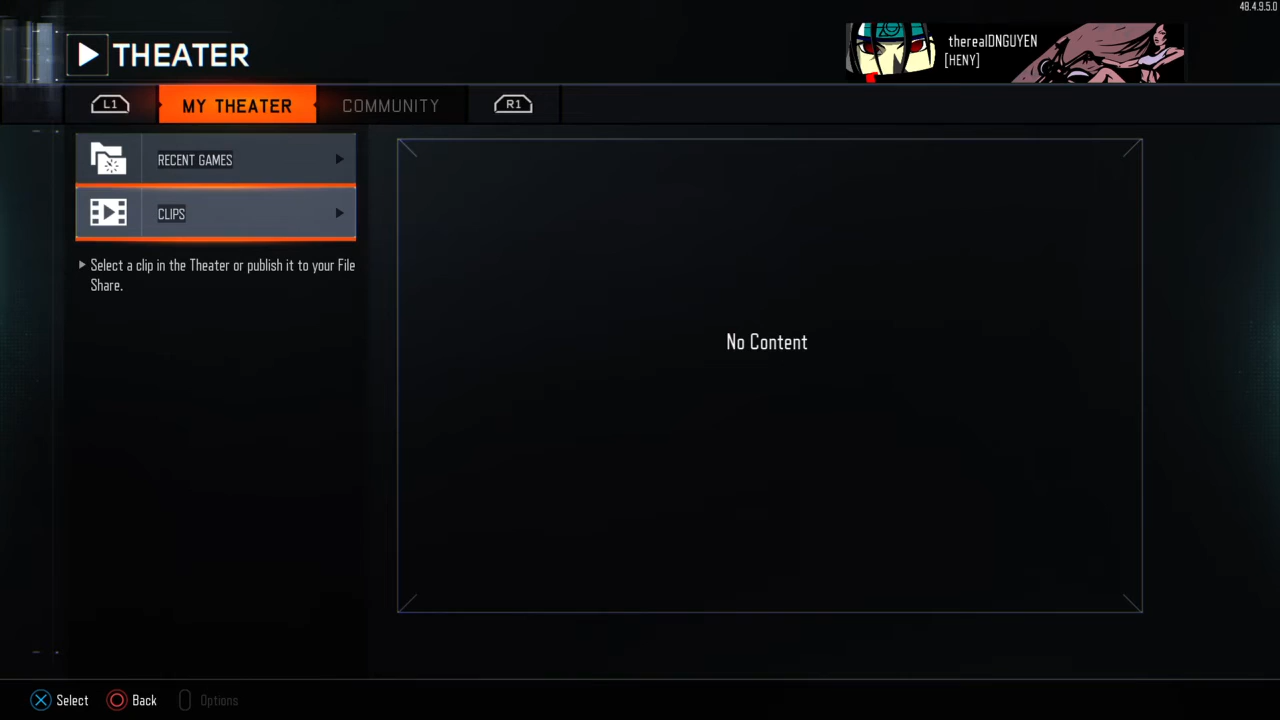 48.4.9.5.0
THEATER
therealDNGUYEN
[HENY]
L1
MY THEATER
COMMUNITY
R1
RECENT GAMES
CLIPS
Select a clip in the Theater or publish it to your File
Share.
No Content
Select
Back
Options